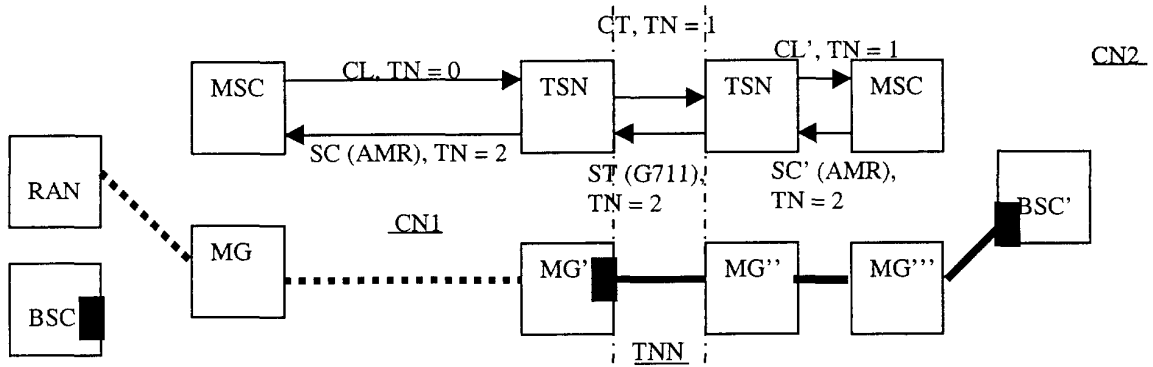 CT, TN = 1
CL, TN = 0
CL', TN = 1
CN2
MSC
TSN
TSN
MSC
SC (AMR), TN = 2
ST (G711),
TN = 2
SC' (AMR),
TN = 2
RAN
BSC'
CN1
MG
MG'
MG''
MG'''
BSC
TNN